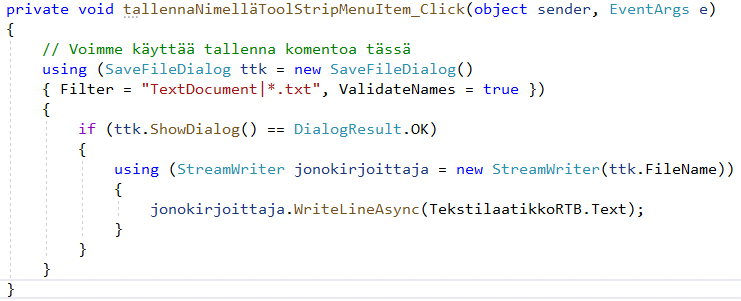 private void tallennaNimelläToolStripMenuItem_Click(object sender, EventArgs e)
{
// Voimme käyttää tallenna komentoa tässä
using (SaveFileDialog ttk = new SaveFileDialog()
{ Filter = "TextDocument|*.txt", ValidateNames = true })
{
if (ttk.ShowDialog() == DialogResult.OK)
{
using (StreamWriter jonokirjoittaja = new StreamWriter(ttk.FileName))
{
jonokirjoittaja.WriteLineAsync(TekstilaatikkoRTB.Text);
}
}
}
}